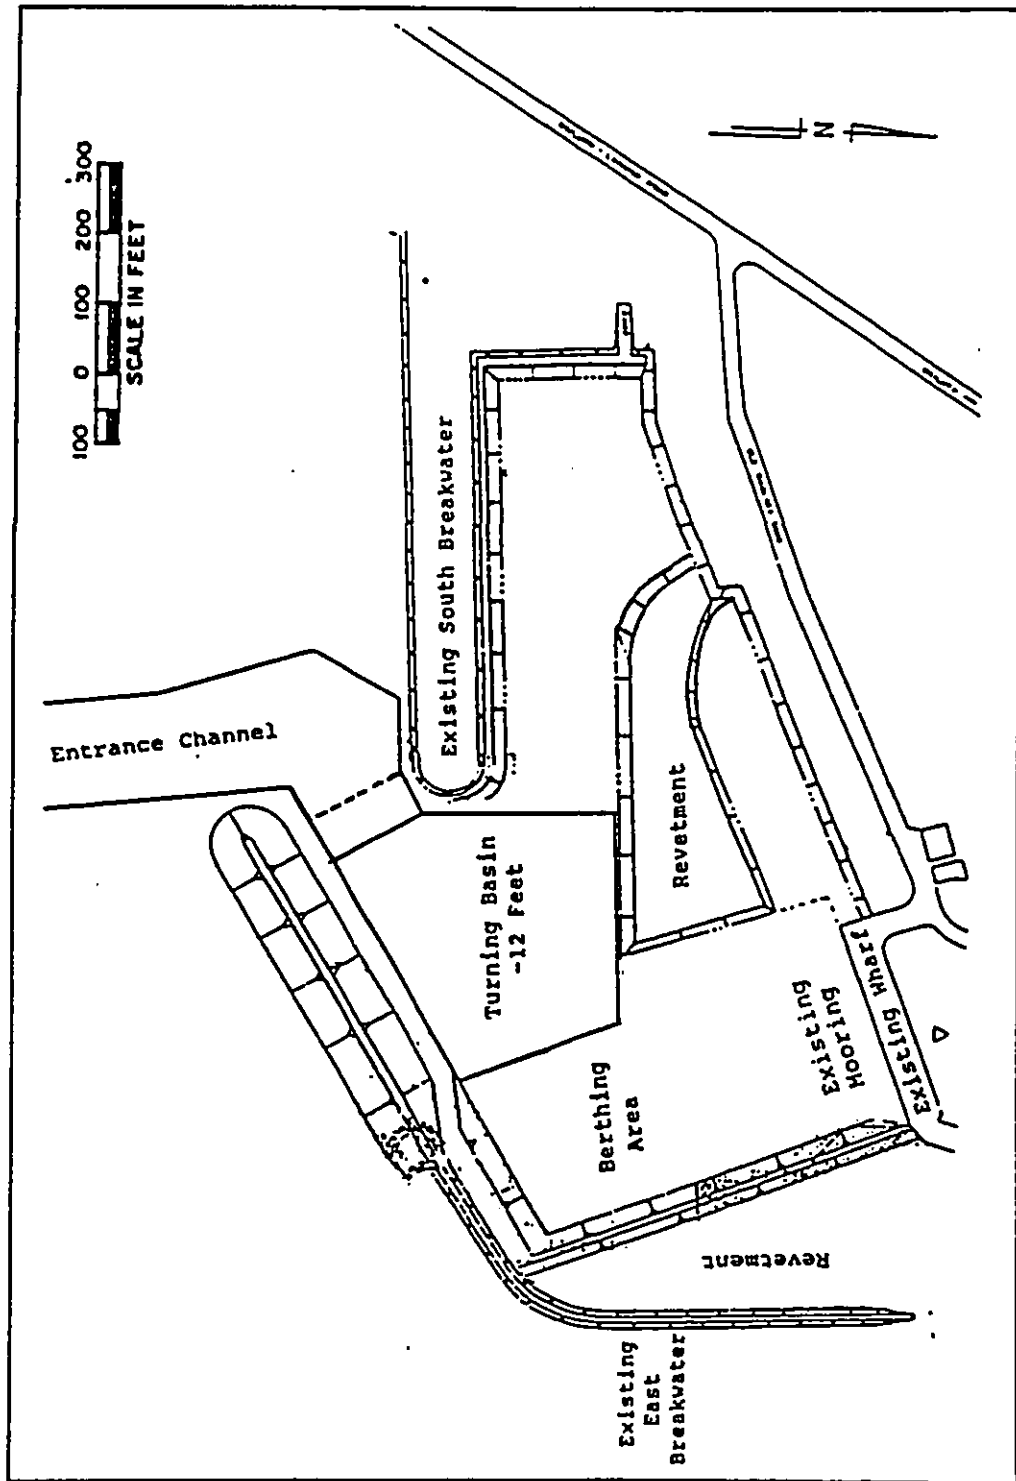 100 0 100 200 300
SCALE IN FEET
N
Entrance Channel
Existing South Breakwater
Turning Basin
-12 Feet
Revetment
Berthing
Area
Existing
Mooring
Existing Wharf
Revetment
Existing
East
Breakwater